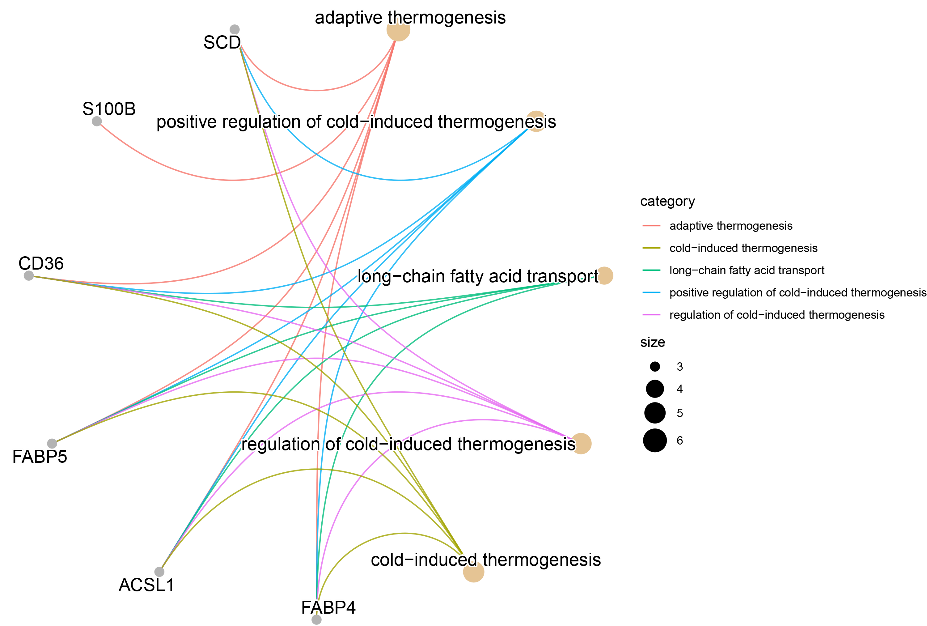 adaptive thermogenesis
SCD
S100B
positive regulation of cold−induced thermogenesis
CD36
long−chain fatty acid transport
FABP5
regulation of cold−induced thermogenesis
cold−induced thermogenesis
ACSL1
FABP4
category
adaptive thermogenesis
cold−induced thermogenesis
long−chain fatty acid transport
positive regulation of cold−induced thermogenesis
regulation of cold−induced thermogenesis
size
3
4
5
6